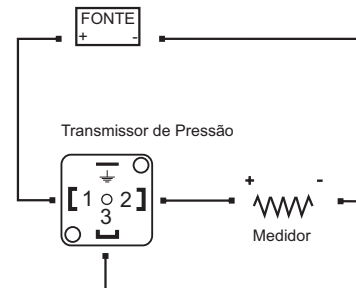 FONTE
+ -
Transmissor de Pressão
1 2
3
+ -
Medidor